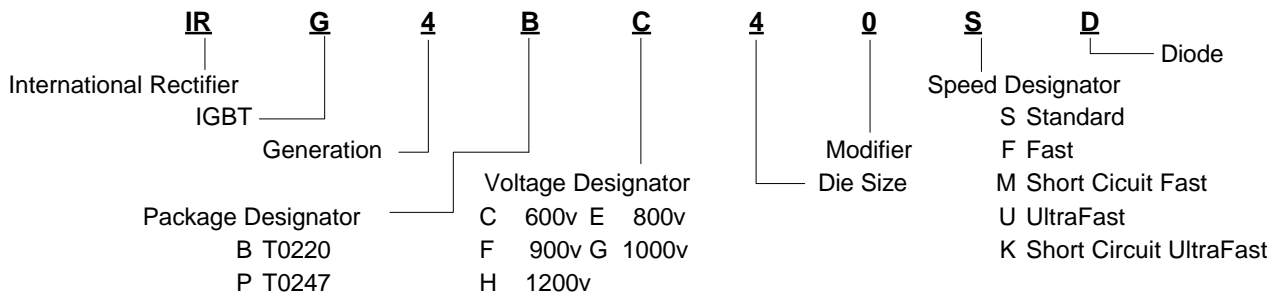 IR G 4 B C 4 0 S D
Diode
International Rectifier
Speed Designator
IGBT
S Standard
Generation
Modifier
F Fast
Voltage Designator
Die Size
M Short Cicuit Fast
Package Designator
C 600v E 800v
U UltraFast
B T0220
F 900v G 1000v
K Short Circuit UltraFast
P T0247
H 1200v